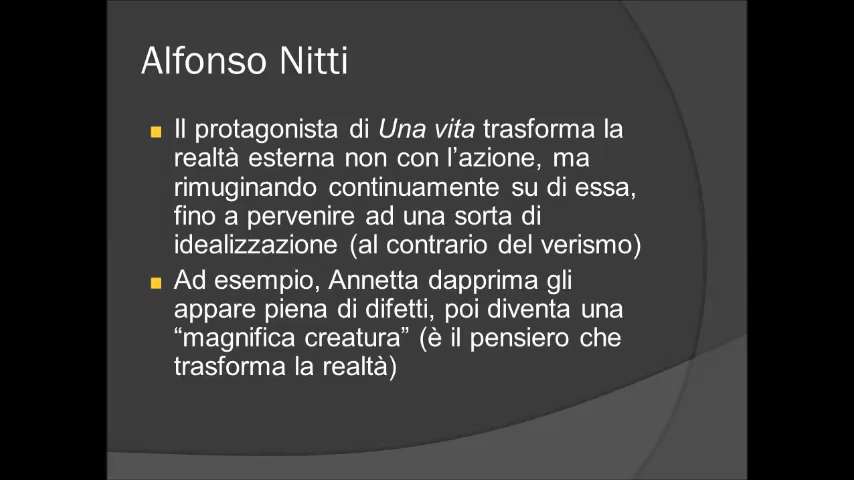 Alfonso Nitti
Il protagonista di Una vita trasforma la
realtà esterna non con l'azione, ma
rimuginando continuamente su di essa,
fino a pervenire ad una sorta di
idealizzazione (al contrario del verismo)
Ad esempio, Annetta dapprima gli
appare piena di difetti, poi diventa una
“magnifica creatura” (è il pensiero che
trasforma la realtà)